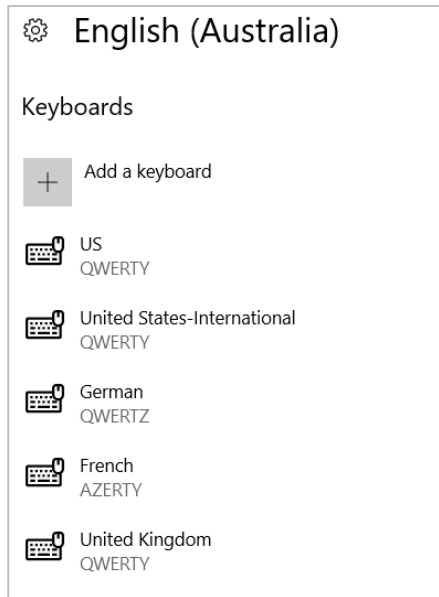 English (Australia)
Keyboards
Add a keyboard
US
QWERTY
United States-International
QWERTY
German
QWERTZ
French
AZERTY
United Kingdom
QWERTY